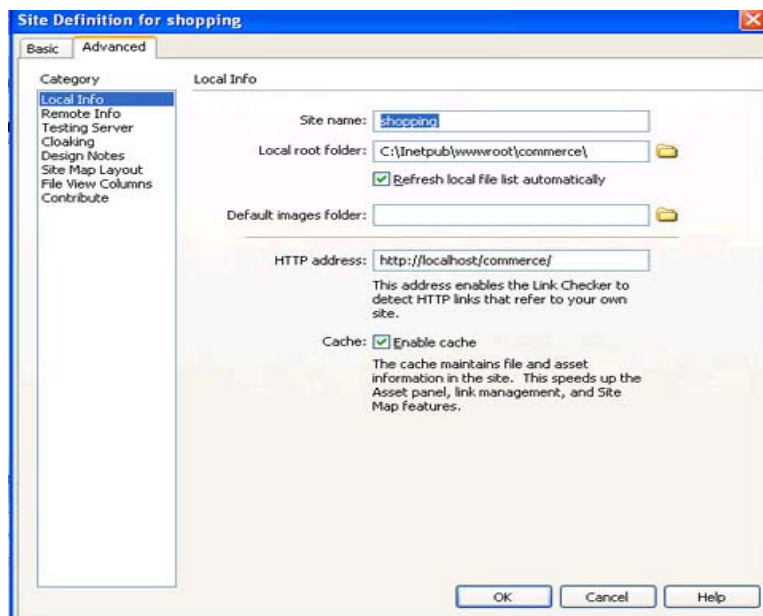 Site Definition for shopping
Basic
Advanced
Category
Local Info
Remote Info
Testing Server
Cloaking
Design Notes
Site Map Layout
File View Columns
Contribute
Local Info
Site name: shopping
Local root folder: C:\Inetpub\wwwroot\commerce\
Refresh local file list automatically
Default images folder:
HTTP address: http://localhost/commerce/
This address enables the Link Checker to
detect HTTP links that refer to your own
site.
Cache: Enable cache
The cache maintains file and asset
information in the site. This speeds up the
Asset panel, link management, and Site
Map features.
OK
Cancel
Help